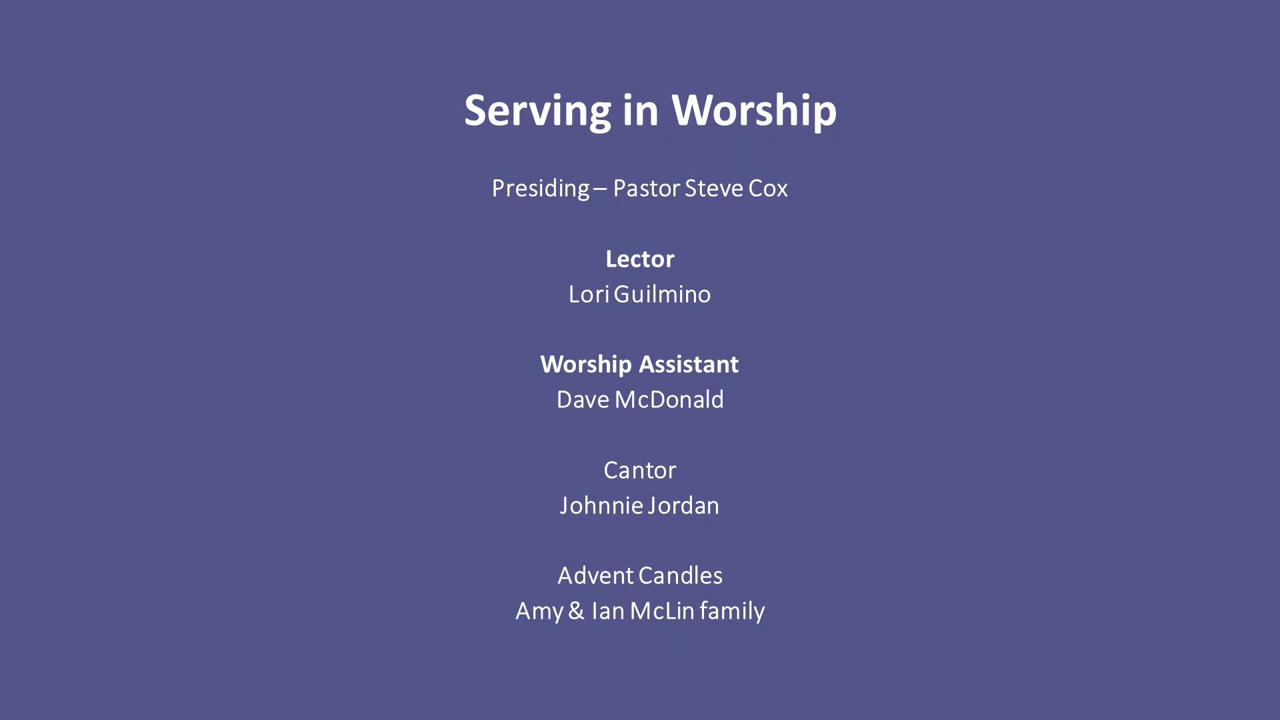 Serving in Worship
Presiding – Pastor Steve Cox
Lector
Lori Guilmino
Worship Assistant
Dave McDonald
Cantor
Johnnie Jordan
Advent Candles
Amy & Ian McLin family